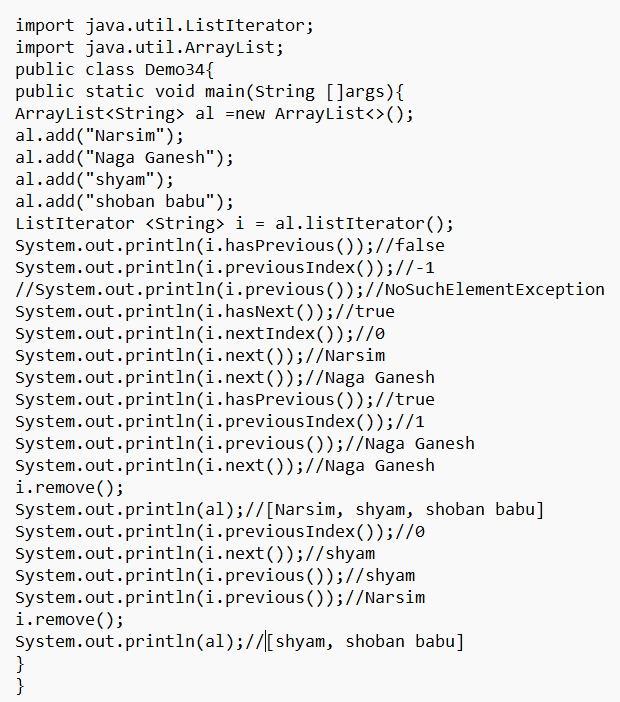 import java.util.ListIterator;
import java.util.ArrayList;
public class Demo34{
public static void main(String []args){
ArrayList<String> al =new ArrayList<>();
al.add("Narsim");
al.add("Naga Ganesh");
al.add("shyam");
al.add("shoban babu");
ListIterator <String> i = al.listIterator();
System.out.println(i.hasPrevious());//false
System.out.println(i.previousIndex());//-1
//System.out.println(i.previous());//NoSuchElementException
System.out.println(i.hasNext());//true
System.out.println(i.nextIndex());//0
System.out.println(i.next());//Narsim
System.out.println(i.next());//Naga Ganesh
System.out.println(i.hasPrevious());//true
System.out.println(i.previousIndex());//1
System.out.println(i.previous());//Naga Ganesh
System.out.println(i.next());//Naga Ganesh
i.remove();
System.out.println(al);//[Narsim, shyam, shoban babu]
System.out.println(i.previousIndex());//0
System.out.println(i.next());//shyam
System.out.println(i.previous());//shyam
System.out.println(i.previous());//Narsim
i.remove();
System.out.println(al);//[shyam, shoban babu]
}
}